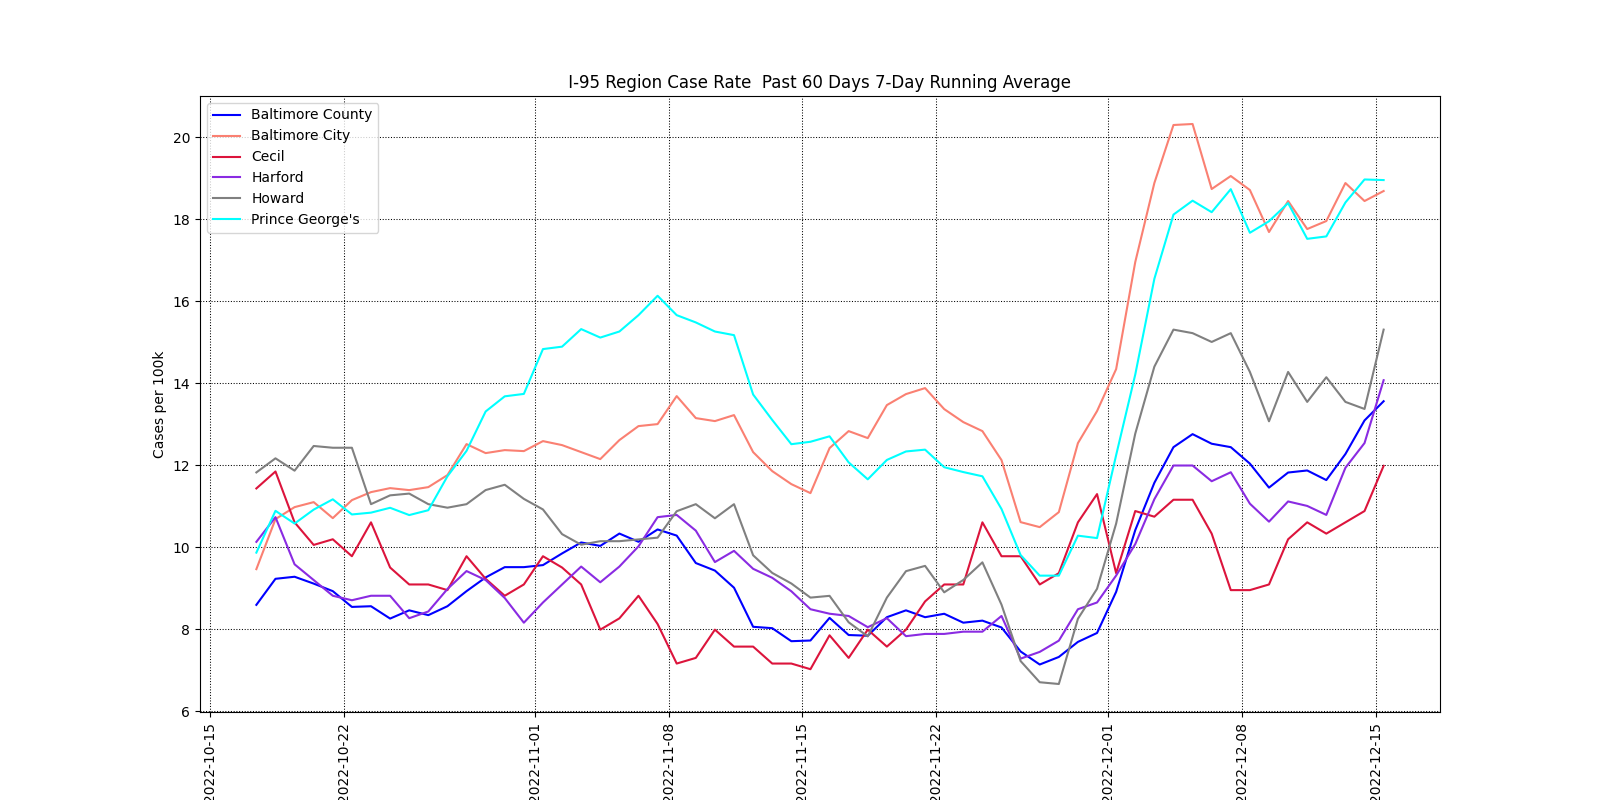 I-95 Region Case Rate  Past 60 Days 7-Day Running Average
Baltimore County
Baltimore City
Cecil
Harford
Howard
Prince George's
Cases per 100k
20
18
16
14
12
10
8
6
2022-10-15
2022-10-22
2022-11-01
2022-11-08
2022-11-15
2022-11-22
2022-12-01
2022-12-08
2022-12-15